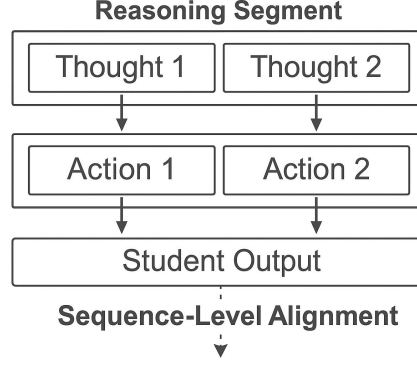 Reasoning Segment
Thought 1 Thought 2
Action 1 Action 2
Student Output
Sequence-Level Alignment